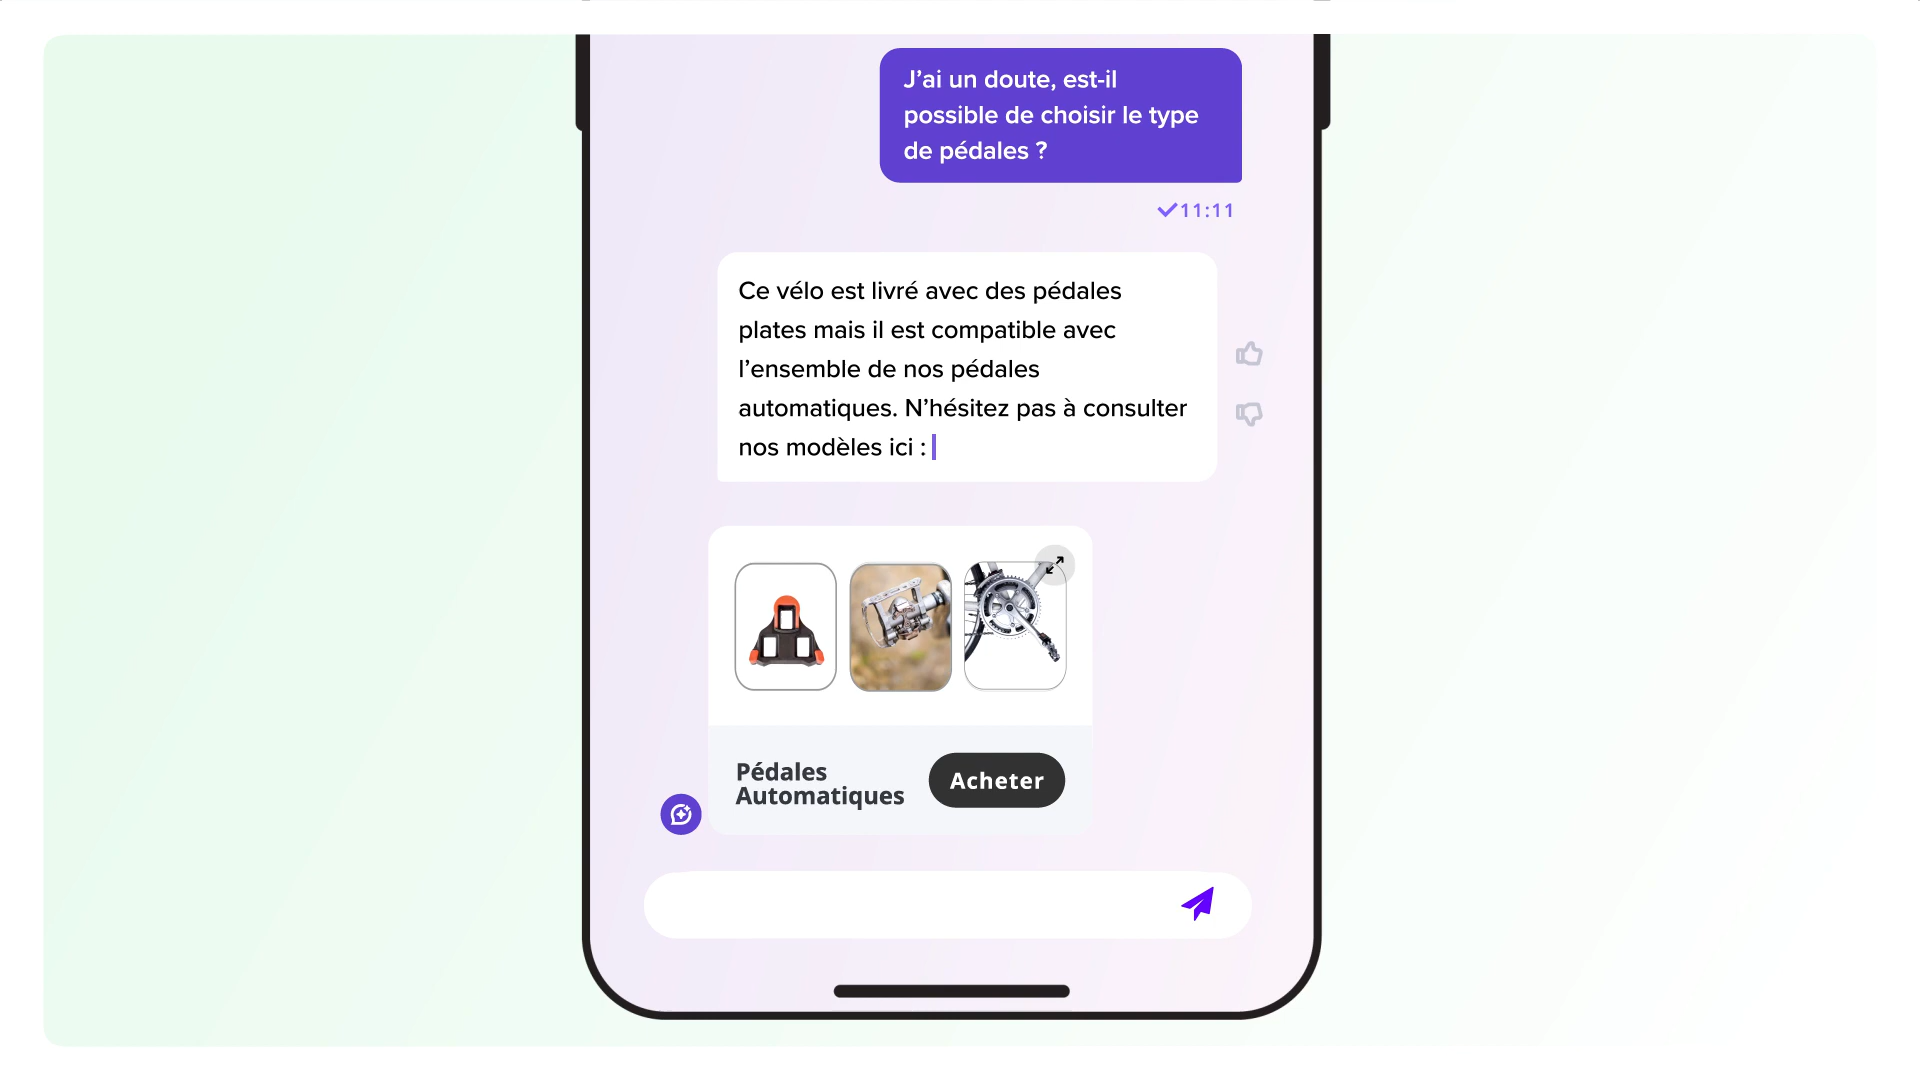 J’ai un doute, est-il
possible de choisir le type
de pédales ?
11:11
Ce vélo est livré avec des pédales
plates mais il est compatible avec
l’ensemble de nos pédales
automatiques. N’hésitez pas à consulter
nos modèles ici :
Pédales
Automatiques
Acheter